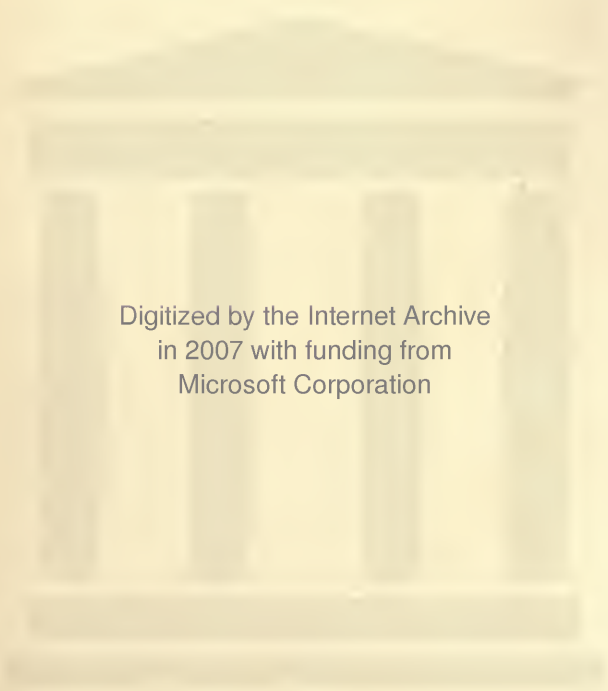 Digitized by the Internet Archive
in 2007 with funding from
Microsoft Corporation